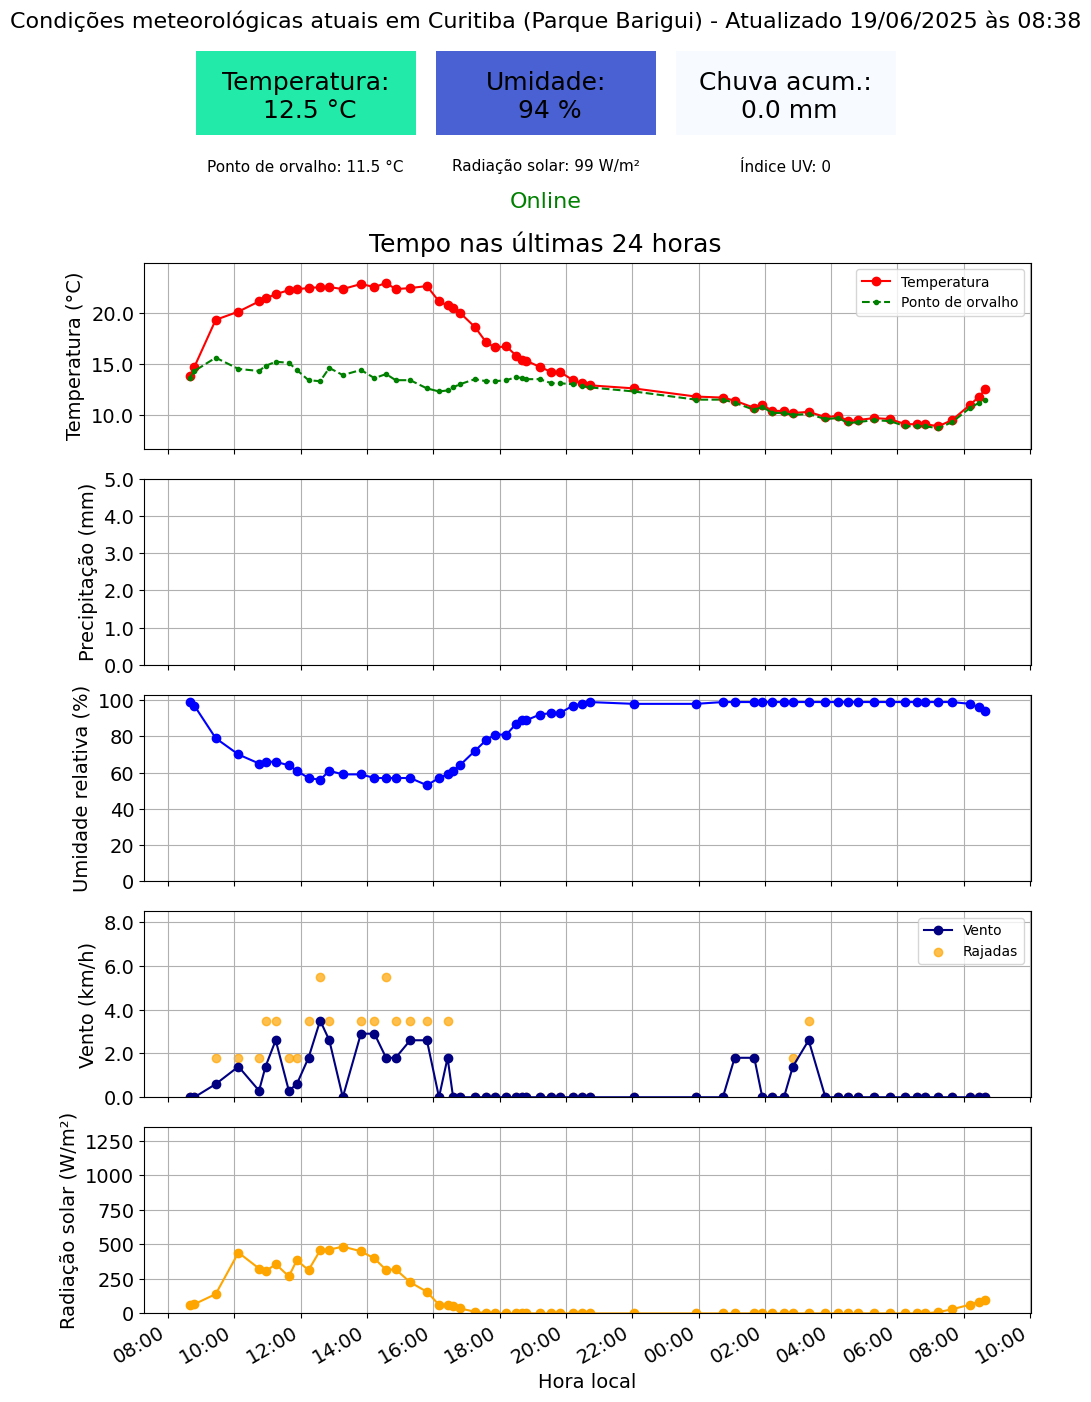 Condições meteorológicas atuais em Curitiba (Parque Barigui) - Atualizado 19/06/2025 às 08:38
Temperatura:
12.5 °C
Umidade:
94 %
Chuva acum.:
0.0 mm
Ponto de orvalho: 11.5 °C
Radiação solar: 99 W/m²
Índice UV: 0
Online
Tempo nas últimas 24 horas
Temperatura (°C)
20.0
15.0
10.0
Temperatura
Ponto de orvalho
Precipitação (mm)
5.0
4.0
3.0
2.0
1.0
0.0
Umidade relativa (%)
100
80
60
40
20
0
Vento (km/h)
8.0
6.0
4.0
2.0
0.0
Vento
Rajadas
Radiação solar (W/m²)
1250
1000
750
500
250
0
08:00
10:00
12:00
14:00
16:00
18:00
20:00
22:00
00:00
02:00
04:00
06:00
08:00
10:00
Hora local